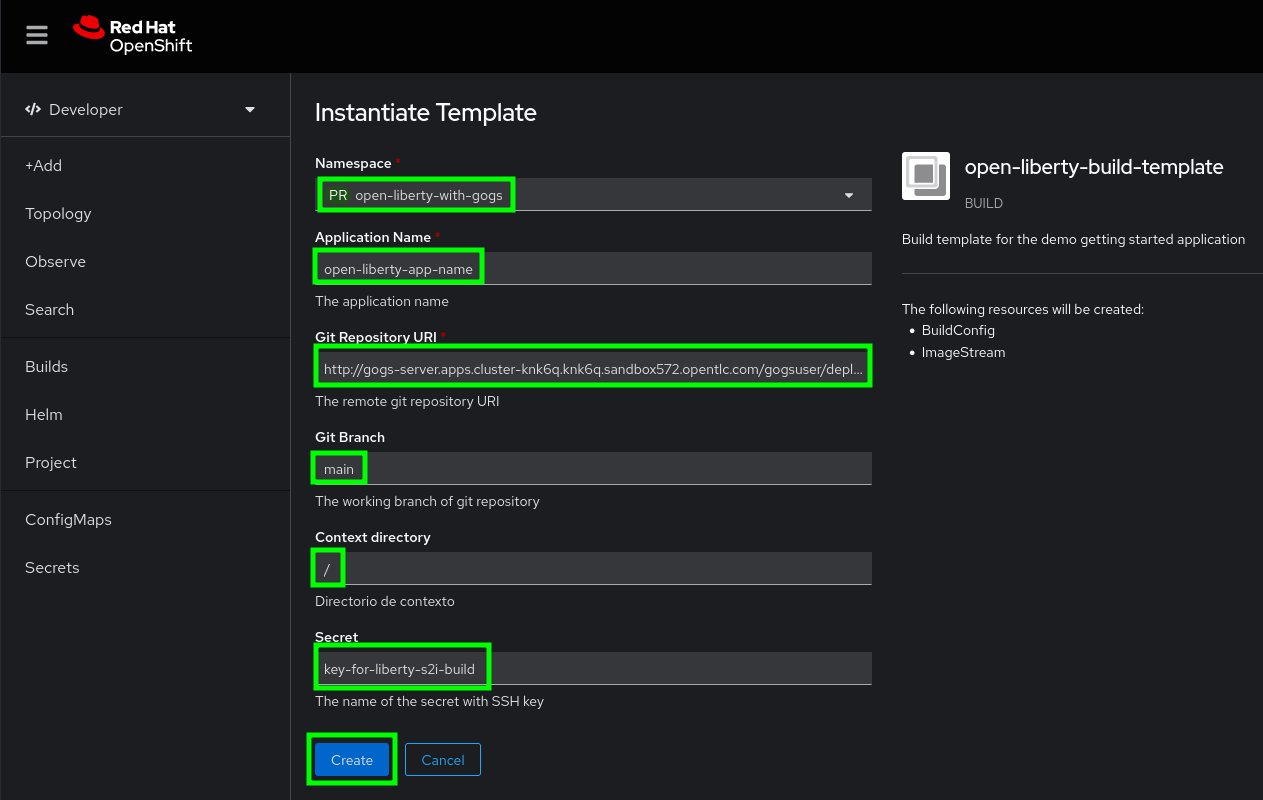 Red Hat
OpenShift
Developer
+Add
Topology
Observe
Search
Builds
Helm
Project
ConfigMaps
Secrets
Instantiate Template
Namespace *
PR open-liberty-with-gogs
Application Name *
open-liberty-app-name
The application name
Git Repository URI *
http://gogs-server.apps.cluster-knk6q.knk6q.sandbox572.opentlc.com/gogsuser/depl...
The remote git repository URI
Git Branch
main
The working branch of git repository
Context directory
/
Directorio de contexto
Secret
key-for-liberty-s2i-build
The name of the secret with SSH key
Create
Cancel
open-liberty-build-template
BUILD
Build template for the demo getting started application
The following resources will be created:
• BuildConfig
• ImageStream